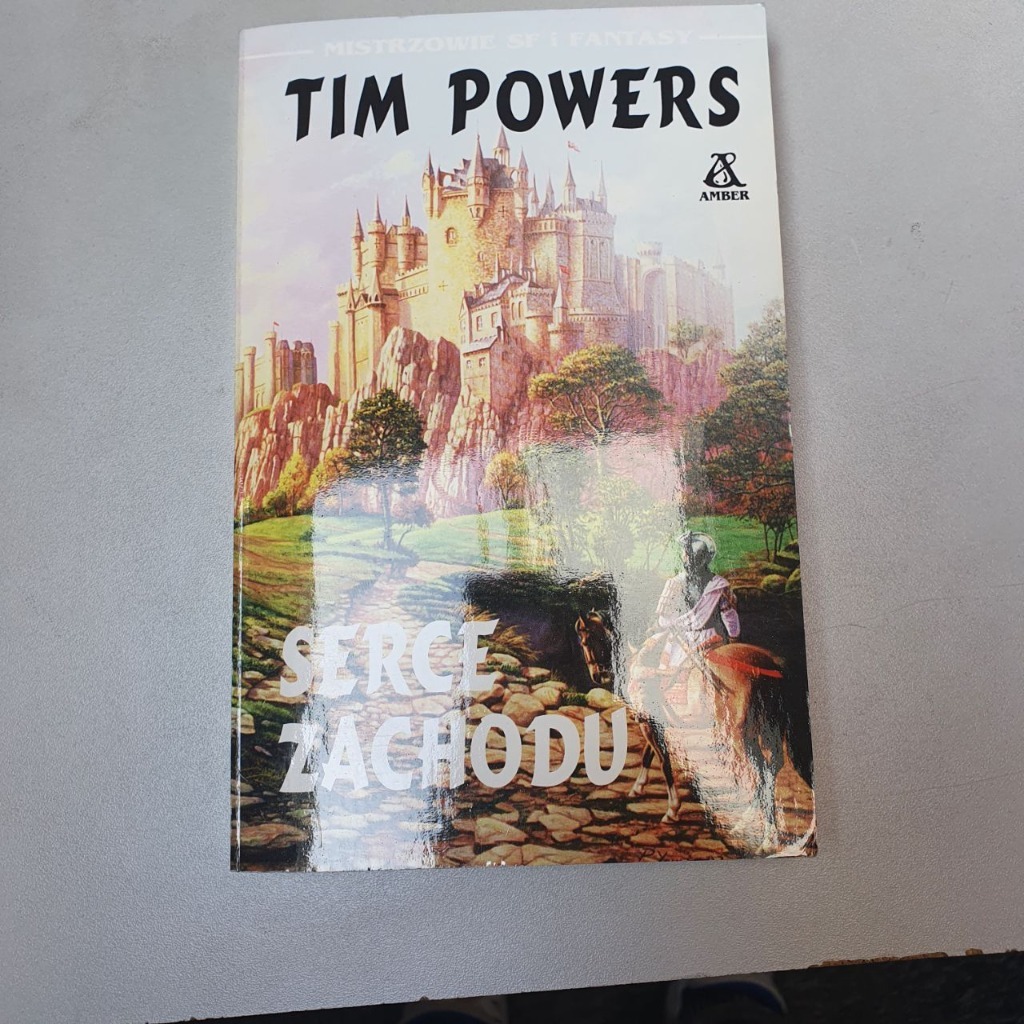 MISTRZOWIE SF i FANTASY
TIM POWERS
AMBER
SERCE
ZACHODU